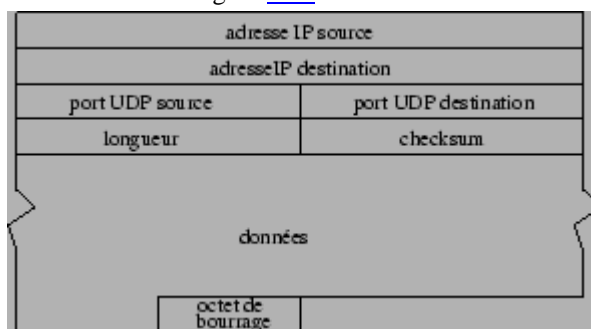 adresse IP source
adresseIP destination
port UDP source
port UDP destination
longueur
checksum
données
octet de
bourrage